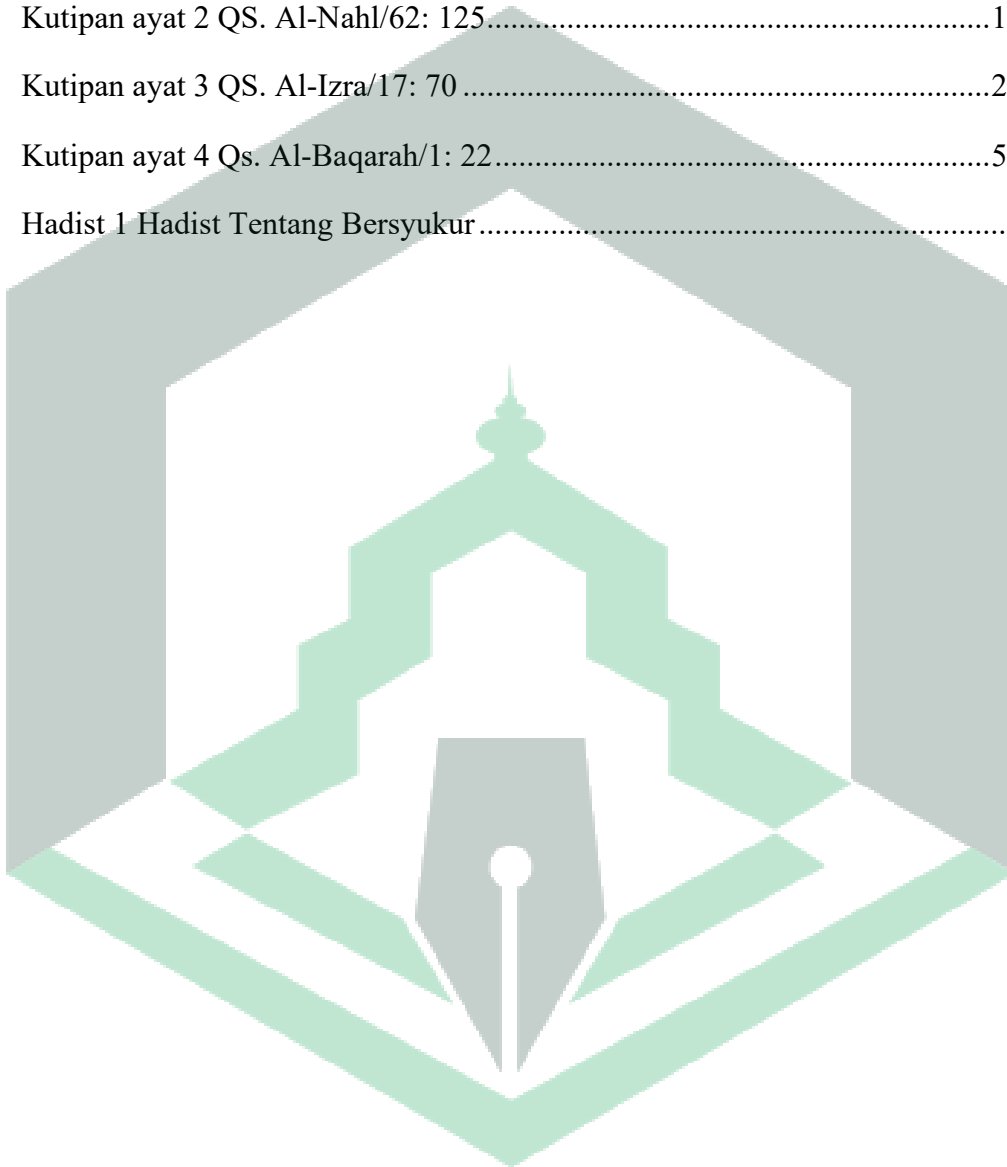 Kutipan ayat 2 QS. Al-Nahl/62: 125.......................................................................1
Kutipan ayat 3 QS. Al-Izra/17: 70 ..........................................................................2
Kutipan ayat 4 Qs. Al-Baqarah/1: 22......................................................................5
Hadist 1 Hadist Tentang Bersyukur.........................................................................